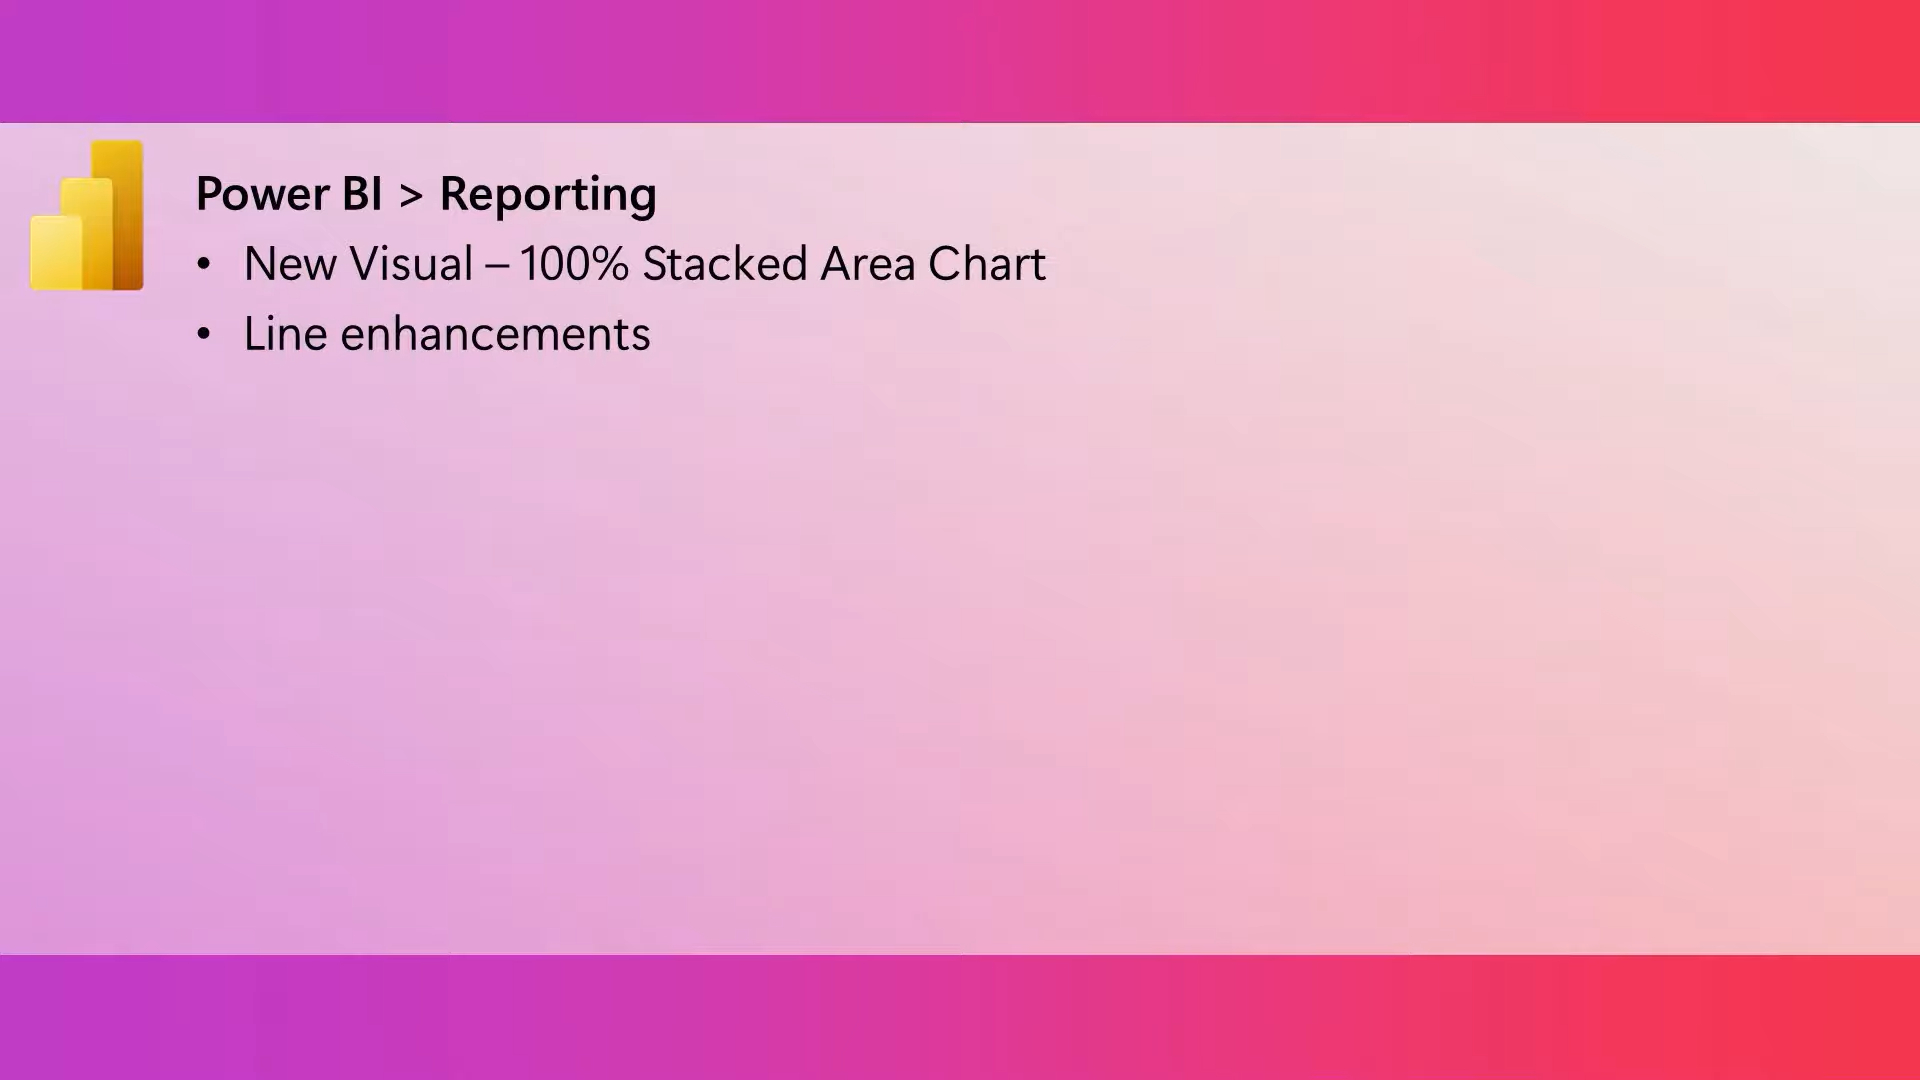 Power BI > Reporting
• New Visual – 100% Stacked Area Chart
• Line enhancements